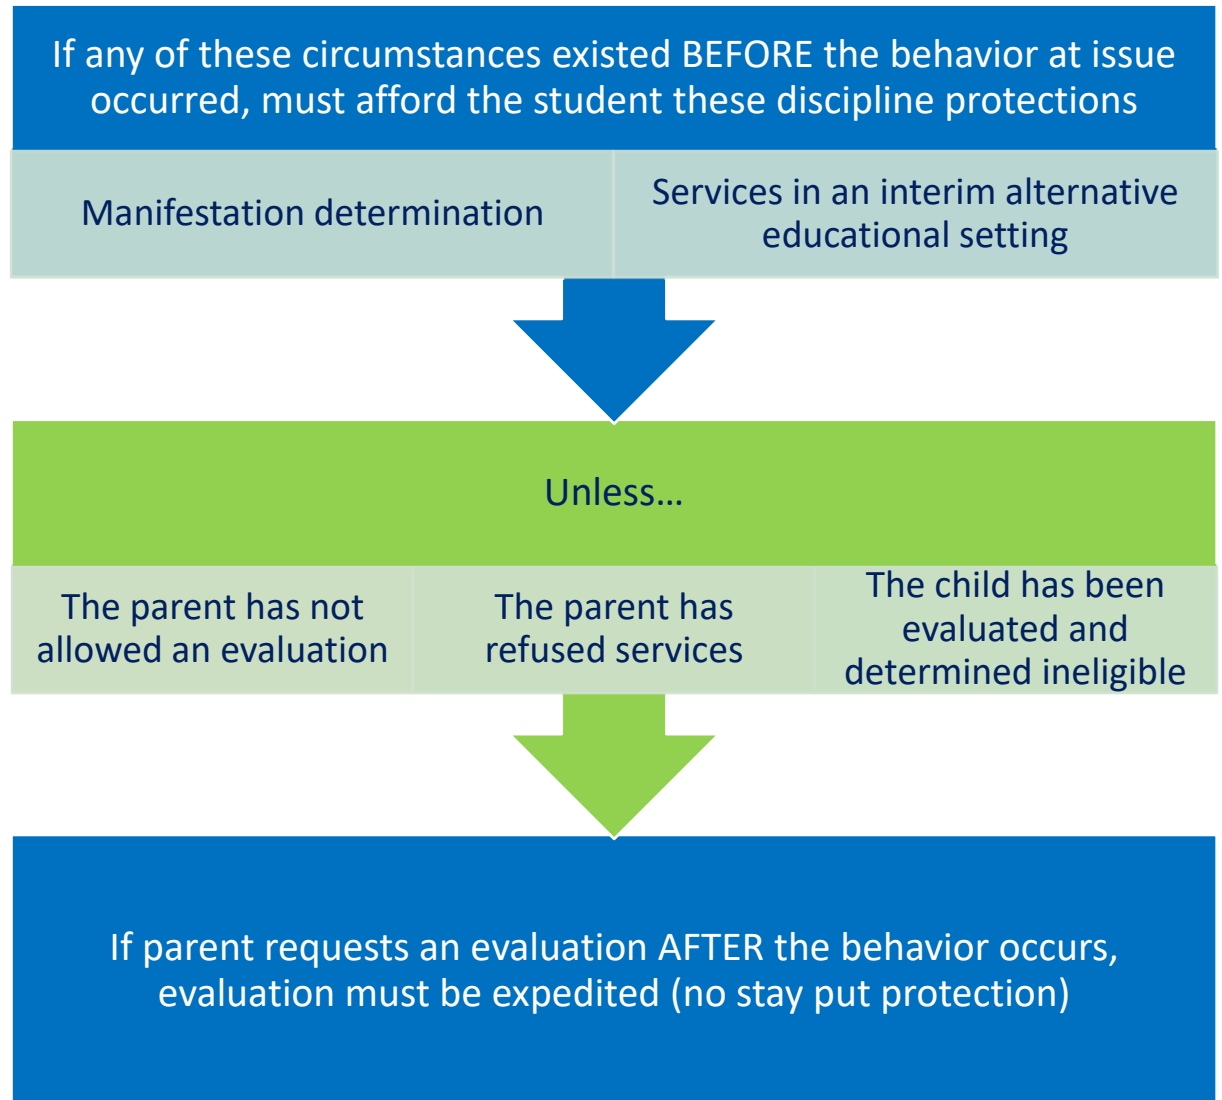 If any of these circumstances existed BEFORE the behavior at issue
occurred, must afford the student these discipline protections
Manifestation determination
Services in an interim alternative
educational setting
Unless…
The parent has not
allowed an evaluation
The parent has
refused services
The child has been
evaluated and
determined ineligible
If parent requests an evaluation AFTER the behavior occurs,
evaluation must be expedited (no stay put protection)